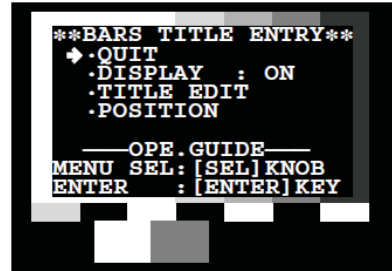 **BARS TITLE ENTRY**
➔·QUIT
·DISPLAY : ON
·TITLE EDIT
·POSITION
——OPE.GUIDE——
MENU SEL:[SEL]KNOB
ENTER :[ENTER]KEY